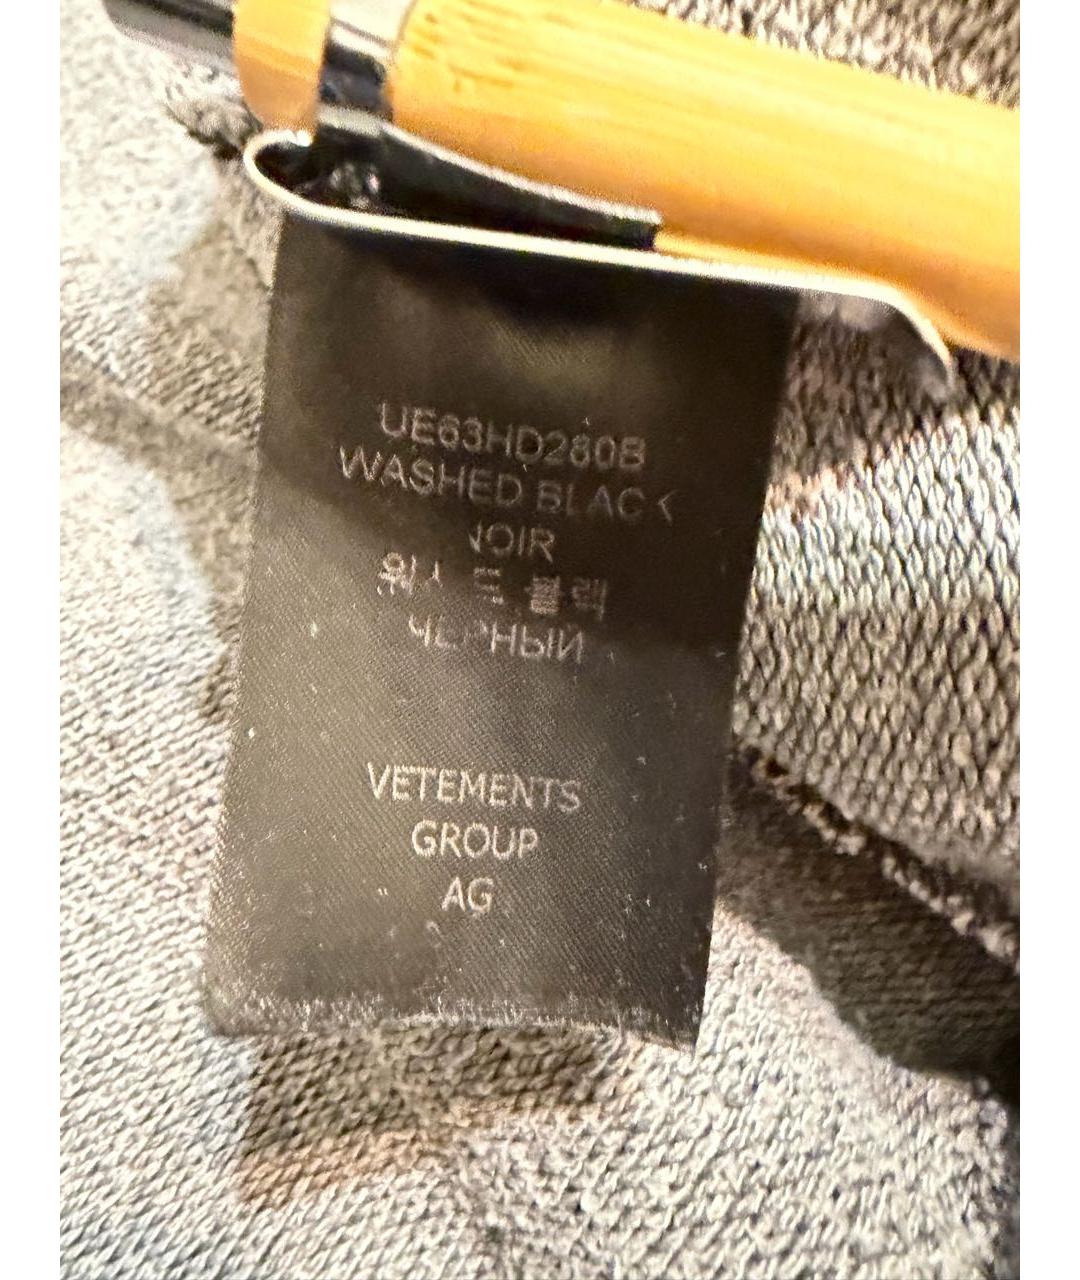 UE63HD280B
WASHED BLACK
NOIR
워시드 블랙
ЧЕРНЫЙ
VETEMENTS
GROUP
AG